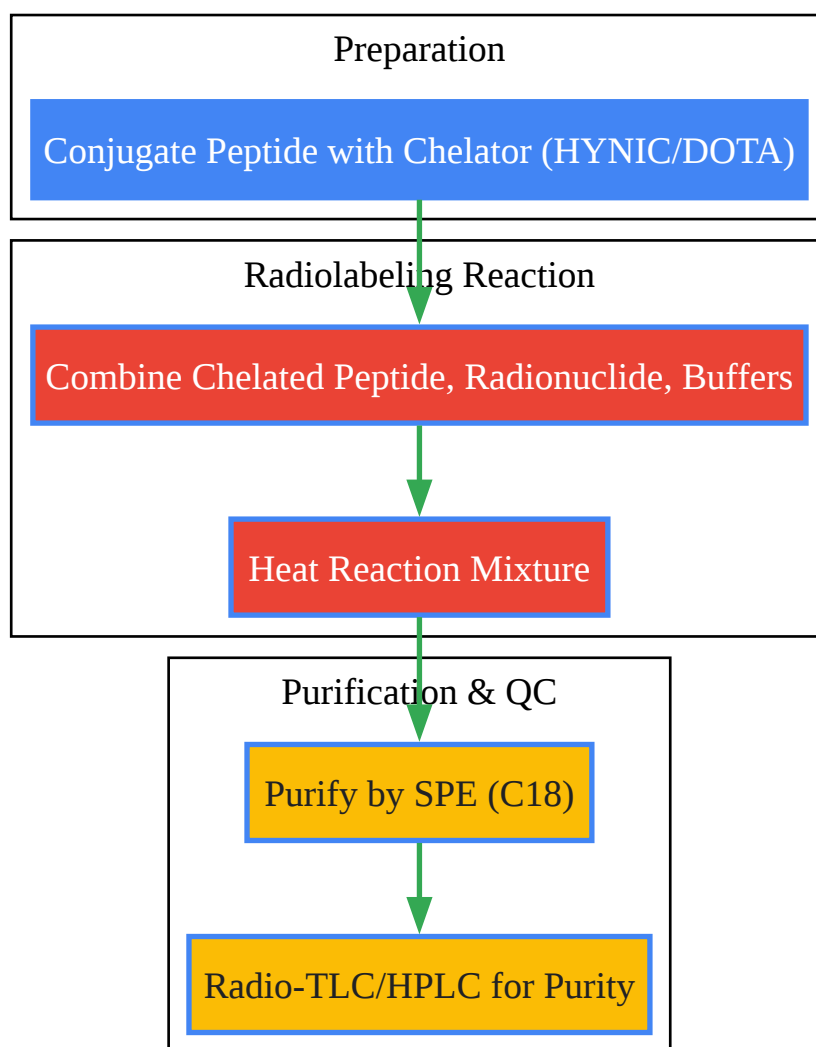 Preparation
Conjugate Peptide with Chelator (HYNIC/DOTA)
Radiolabeling Reaction
Combine Chelated Peptide, Radionuclide, Buffers
Heat Reaction Mixture
Purification & QC
Purify by SPE (C18)
Radio-TLC/HPLC for Purity